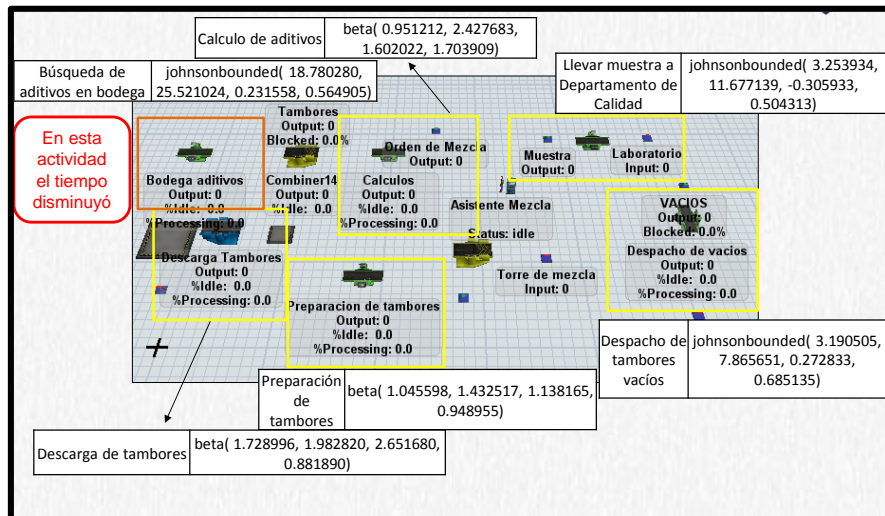 Calculo de aditivos
beta( 0.951212, 2.427683,
1.602022, 1.703909)
Búsqueda de
aditivos en bodega
johnsonbounded( 18.780280,
25.521024, 0.231558, 0.564905)
Llevar muestra a
Departamento de
Calidad
johnsonbounded( 3.253934,
11.677139, -0.305933,
0.504313)
En esta
actividad
el tiempo
disminuyó
Tambores
Output: 0
Blocked: 0.0%
Orden de Mezcla
Output: 0
Muestra
Output: 0
Laboratorio
Input: 0
Bodega aditivos
Output: 0
%Idle: 0.0
%Processing: 0.0
Combiner14
Output: 0
%Idle: 0.0
Calculos
Output: 0
%Idle: 0.0
%Processing: 0.0
Asistente Mezcla
Status: idle
VACIOS
Output: 0
Blocked: 0.0%
Despacho de vacios
Output: 0
%Idle: 0.0
%Processing: 0.0
Descarga Tambores
Output: 0
%Idle: 0.0
%Processing: 0.0
Torre de mezcla
Input: 0
Preparacion de tambores
Output: 0
%Idle: 0.0
%Processing: 0.0
Despacho de
tambores
vacíos
johnsonbounded( 3.190505,
7.865651, 0.272833,
0.685135)
Preparación
de
tambores
beta( 1.045598, 1.432517, 1.138165,
0.948955)
Descarga de tambores
beta( 1.728996, 1.982820, 2.651680,
0.881890)